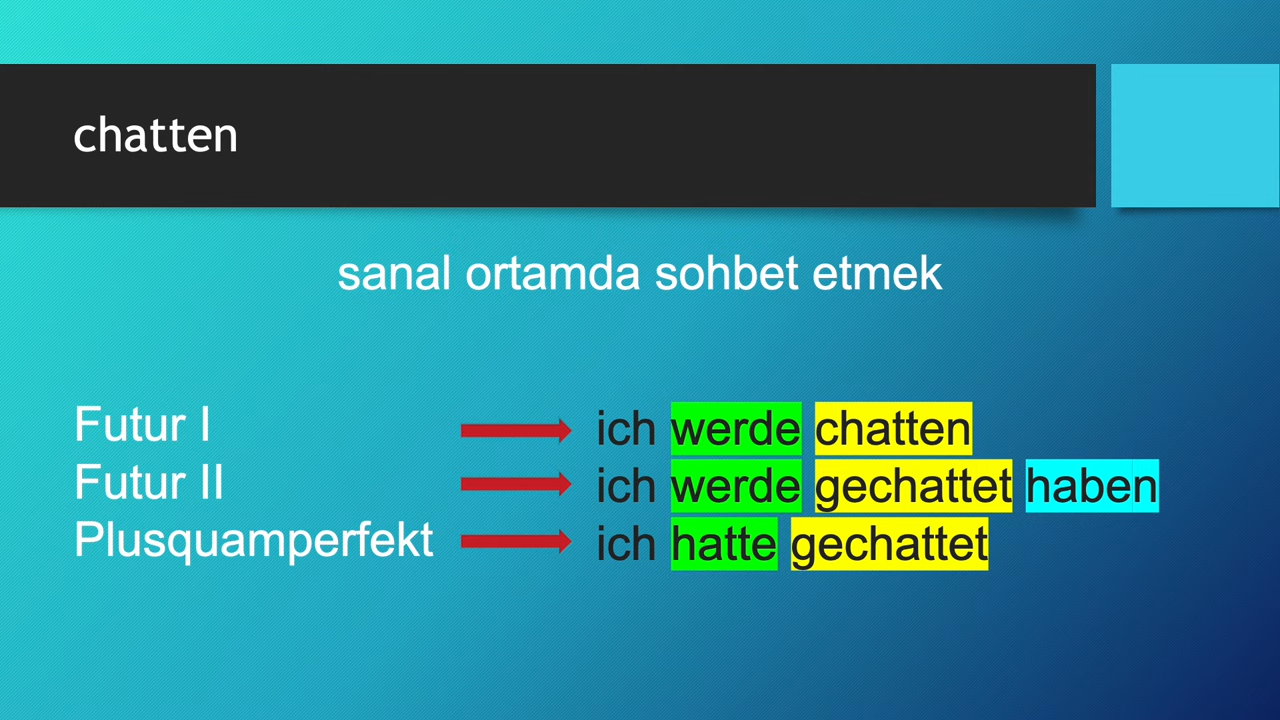 chatten
sanal ortamda sohbet etmek
Futur I ich werde chatten
Futur II ich werde gechattet haben
Plusquamperfekt ich hatte gechattet